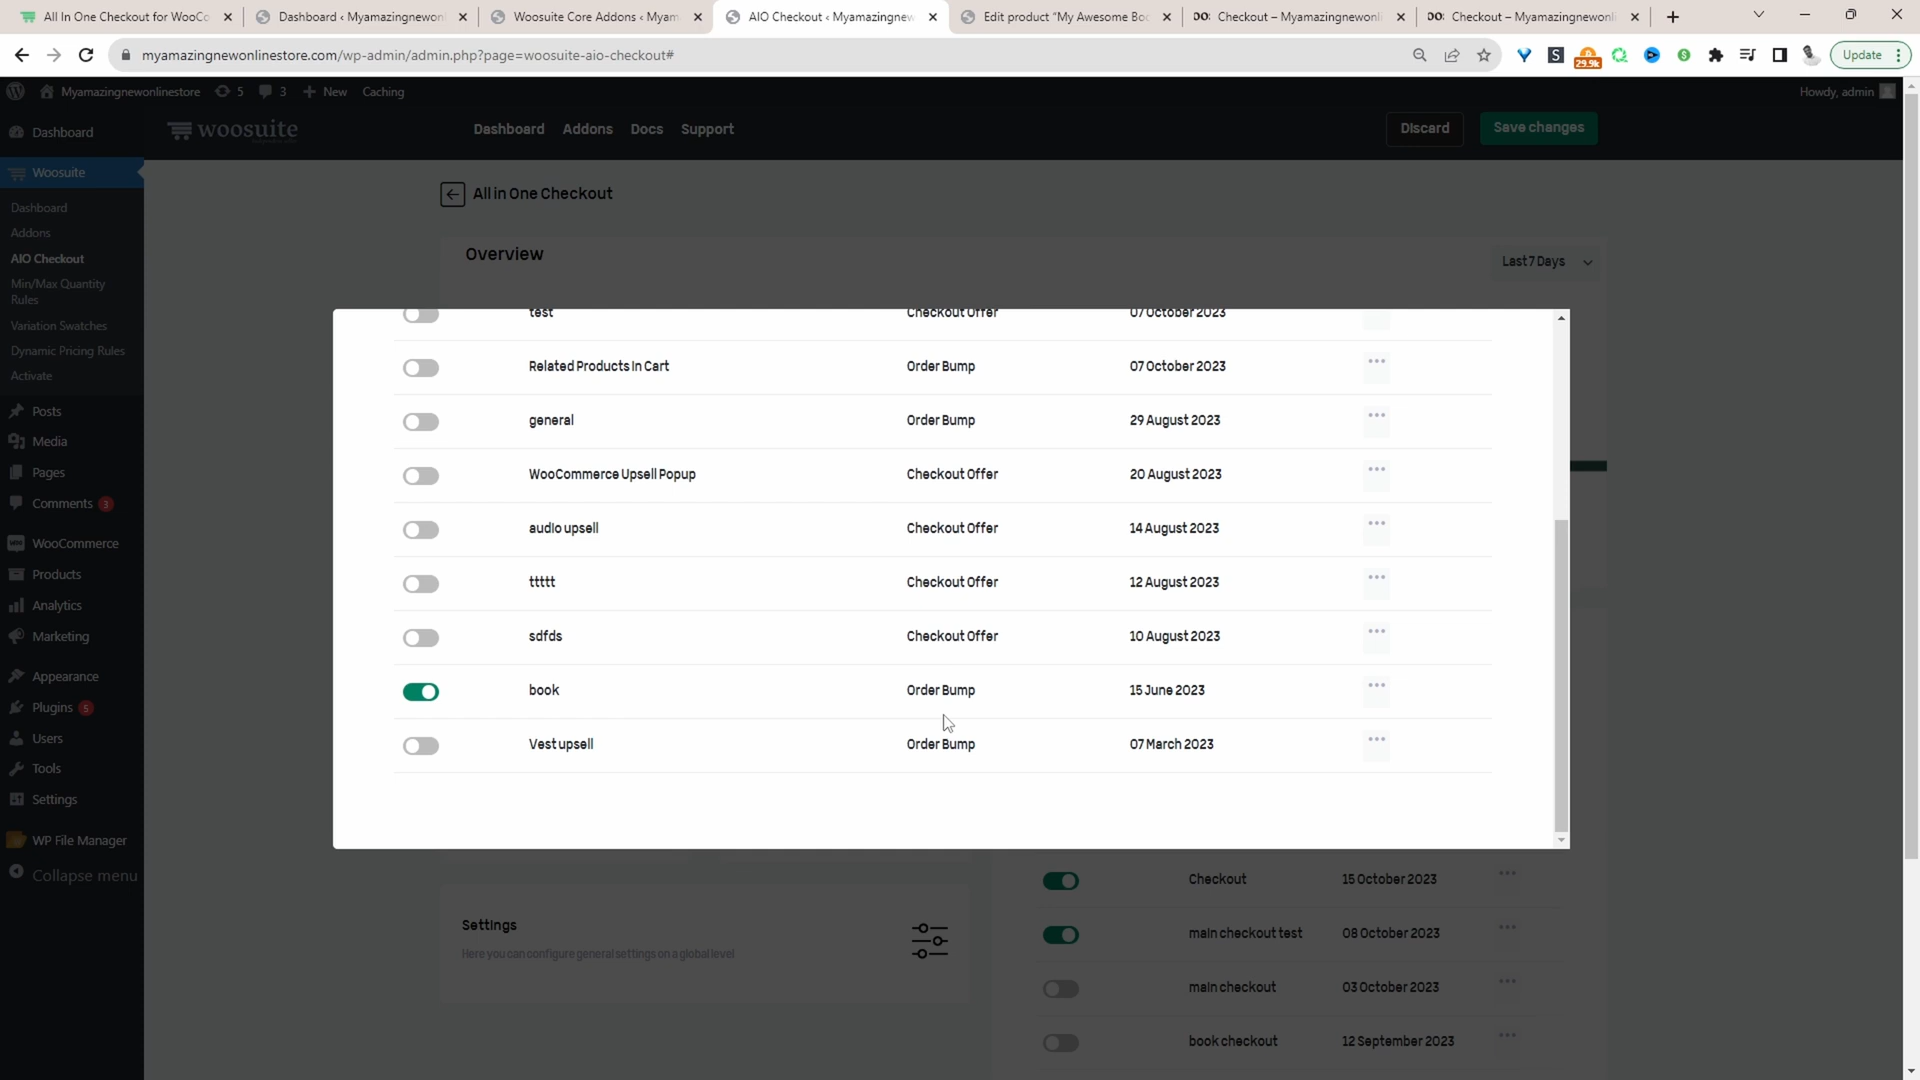 All In One Checkout for WooCo
Dashboard ‹ Myamazingnewonl
Woosuite Core Addons ‹ Myam
AIO Checkout ‹ Myamazingnew
Edit product "My Awesome Boo
Checkout – Myamazingnewonli
Checkout – Myamazingnewonli
myamazingnewonlinestore.com/wp-admin/admin.php?page=woosuite-aio-checkout#
29.9k
Update
Myamazingnewonlinestore
5
3
New
Caching
Howdy, admin
Dashboard
Woosuite
Dashboard
Addons
AIO Checkout
Min/Max Quantity
Rules
Variation Swatches
Dynamic Pricing Rules
Activate
Posts
Media
Pages
Comments 3
WooCommerce
Products
Analytics
Marketing
Appearance
Plugins 5
Users
Tools
Settings
WP File Manager
Collapse menu
woosuite
Dashboard
Addons
Docs
Support
Discard
Save changes
All in One Checkout
Overview
Last 7 Days
test Checkout Offer 07 October 2023
Related Products In Cart Order Bump 07 October 2023
general Order Bump 29 August 2023
WooCommerce Upsell Popup Checkout Offer 20 August 2023
audio upsell Checkout Offer 14 August 2023
ttttt Checkout Offer 12 August 2023
sdfds Checkout Offer 10 August 2023
book Order Bump 15 June 2023
Vest upsell Order Bump 07 March 2023
Settings
Here you can configure general settings on a global level
Checkout 15 October 2023
main checkout test 08 October 2023
main checkout 03 October 2023
book checkout 12 September 2023